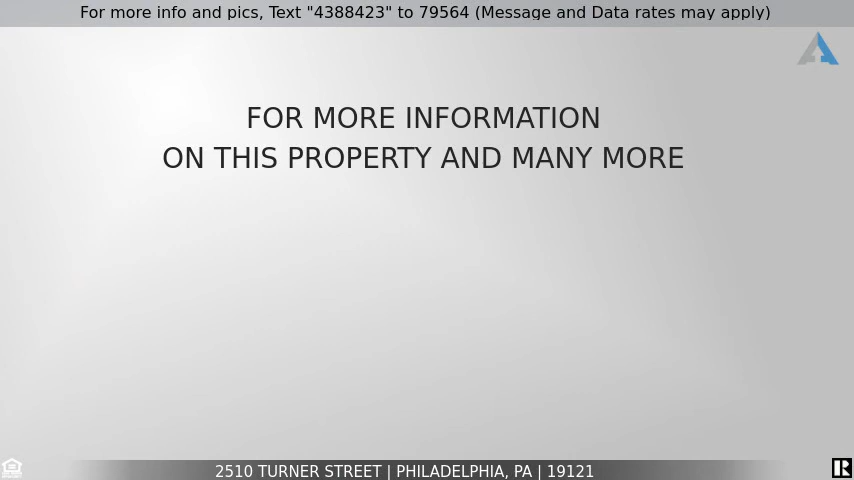 For more info and pics, Text "4388423" to 79564 (Message and Data rates may apply)
FOR MORE INFORMATION
ON THIS PROPERTY AND MANY MORE
2510 TURNER STREET | PHILADELPHIA, PA | 19121